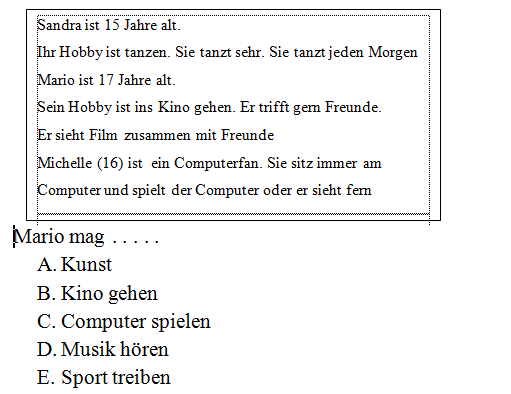 Sandra ist 15 Jahre alt.
Ihr Hobby ist tanzen. Sie tanzt sehr. Sie tanzt jeden Morgen
Mario ist 17 Jahre alt.
Sein Hobby ist ins Kino gehen. Er trifft gern Freunde.
Er sieht Film zusammen mit Freunde
Michelle (16) ist ein Computerfan. Sie sitz immer am
Computer und spielt der Computer oder er sieht fern
Mario mag . . . . .
A. Kunst
B. Kino gehen
C. Computer spielen
D. Musik hören
E. Sport treiben